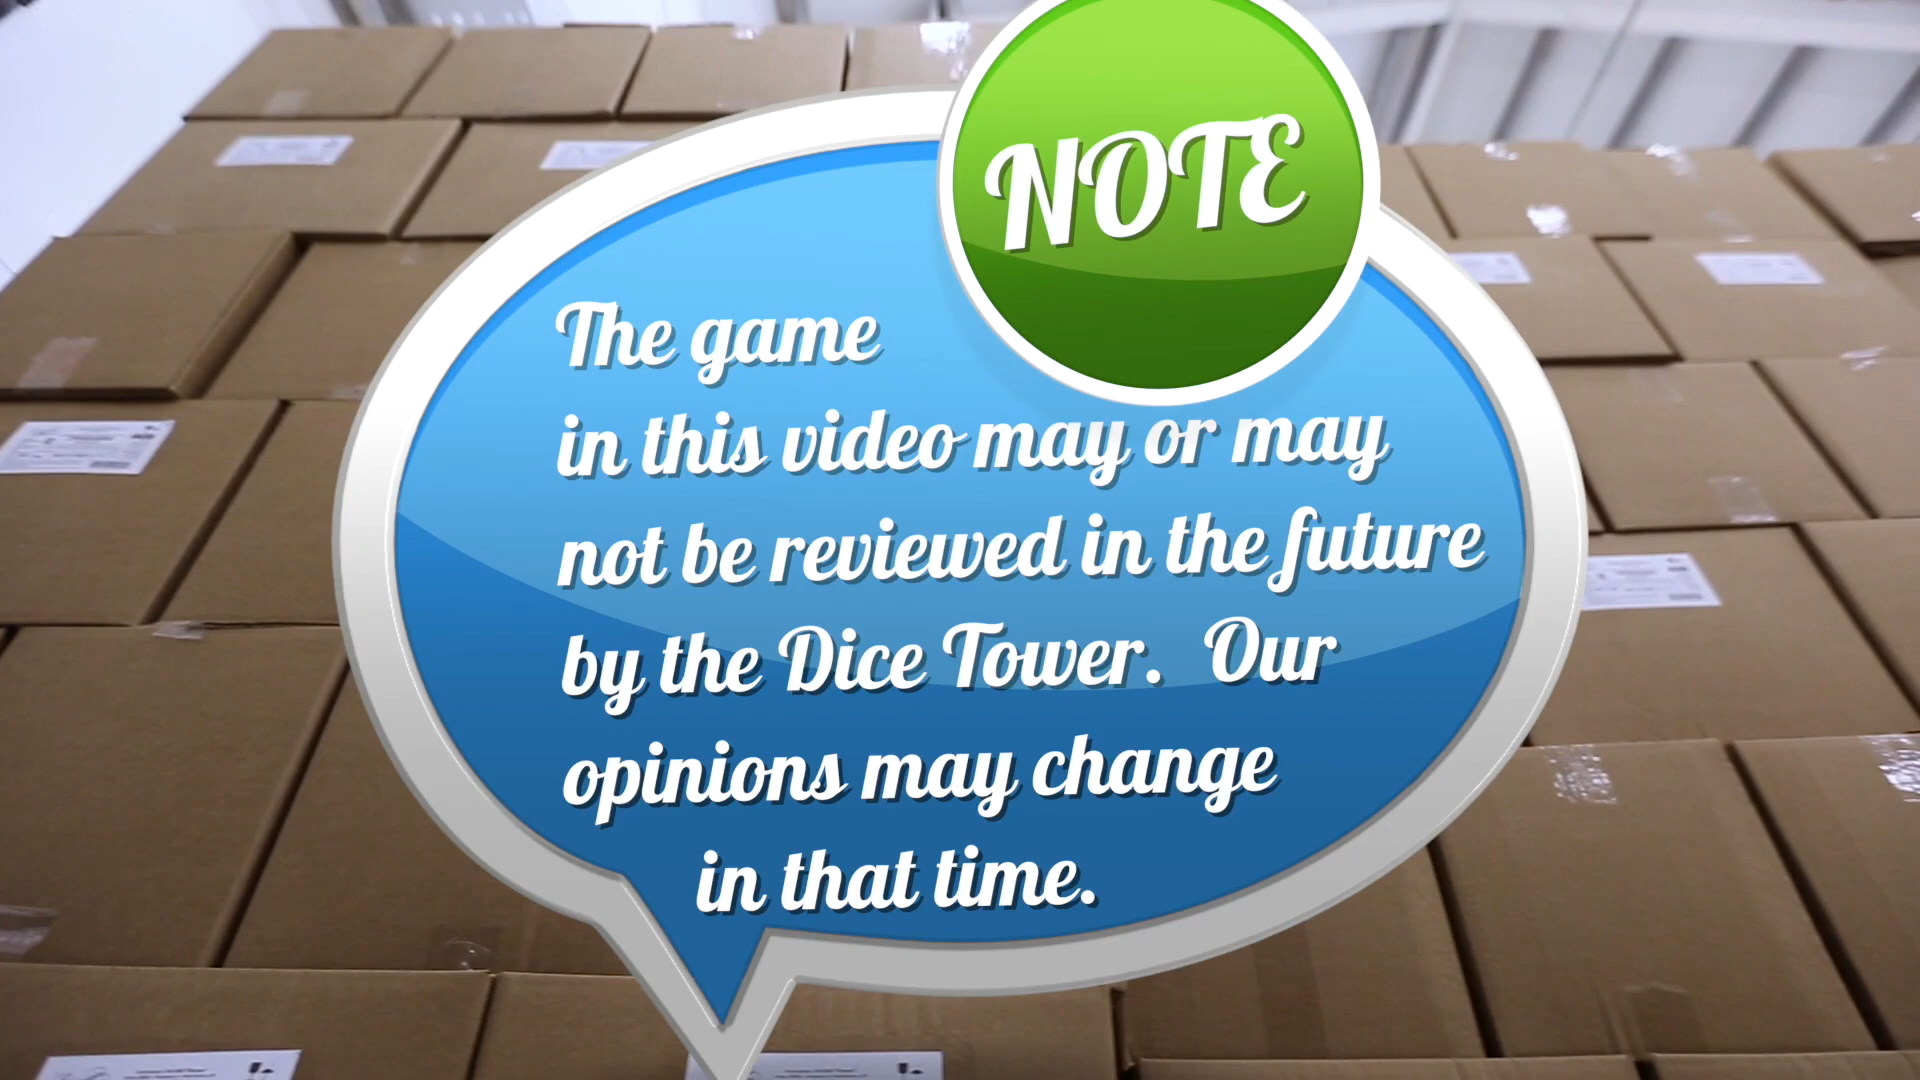 NOTE
The game
in this video may or may
not be reviewed in the future
by the Dice Tower. Our
opinions may change
in that time.